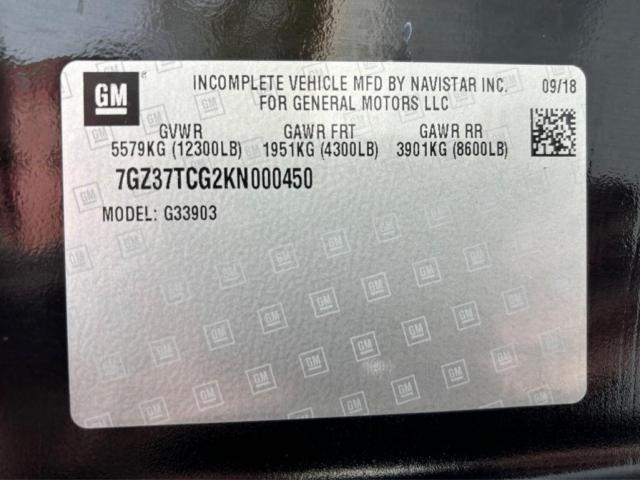 GM
INCOMPLETE VEHICLE MFD BY NAVISTAR INC.
FOR GENERAL MOTORS LLC
09/18
GVWR GAWR FRT GAWR RR
5579KG (12300LB) 1951KG (4300LB) 3901KG (8600LB)
7GZ37TCG2KN000450
MODEL: G33903